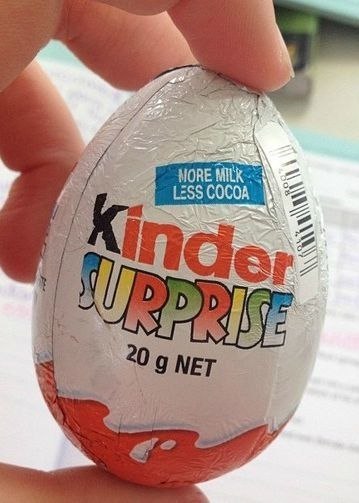 MORE MILK
LESS COCOA
Kinder
SURPRISE
20 g NET